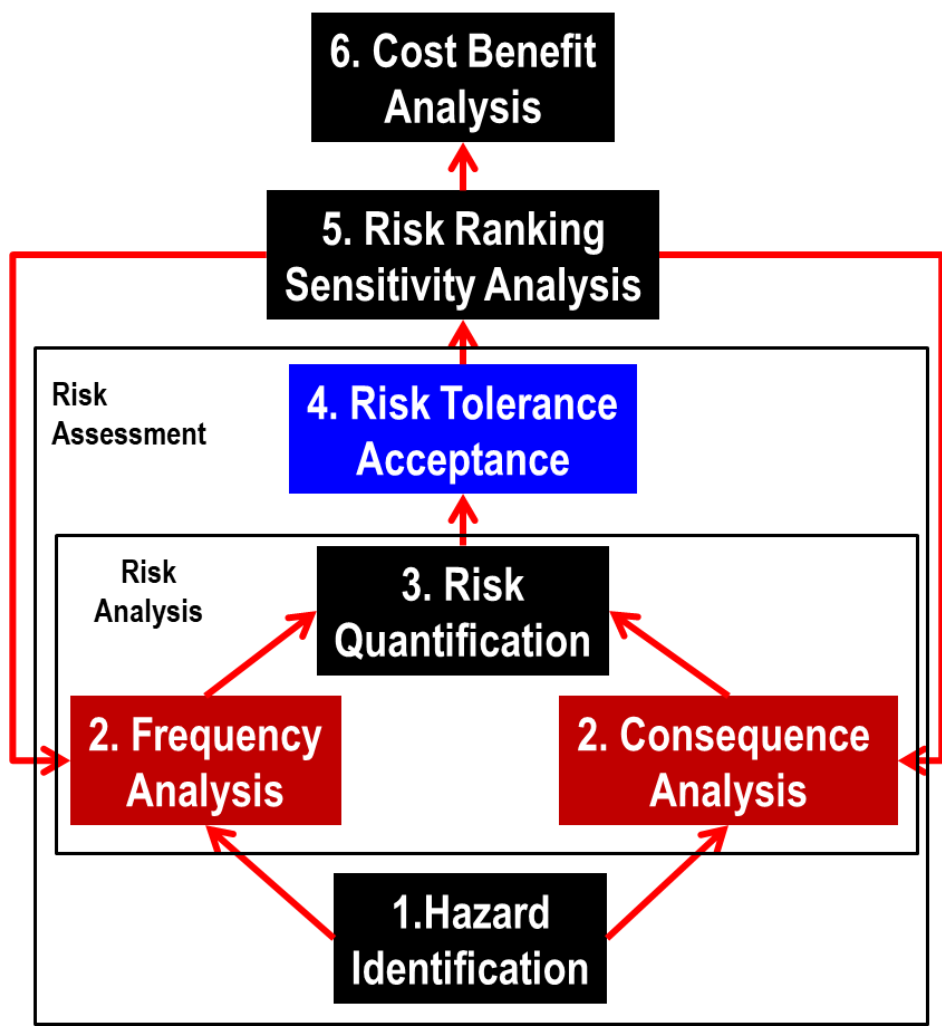 6. Cost Benefit
Analysis
5. Risk Ranking
Sensitivity Analysis
Risk
Assessment
4. Risk Tolerance
Acceptance
Risk
Analysis
3. Risk
Quantification
2. Frequency
Analysis
2. Consequence
Analysis
1.Hazard
Identification